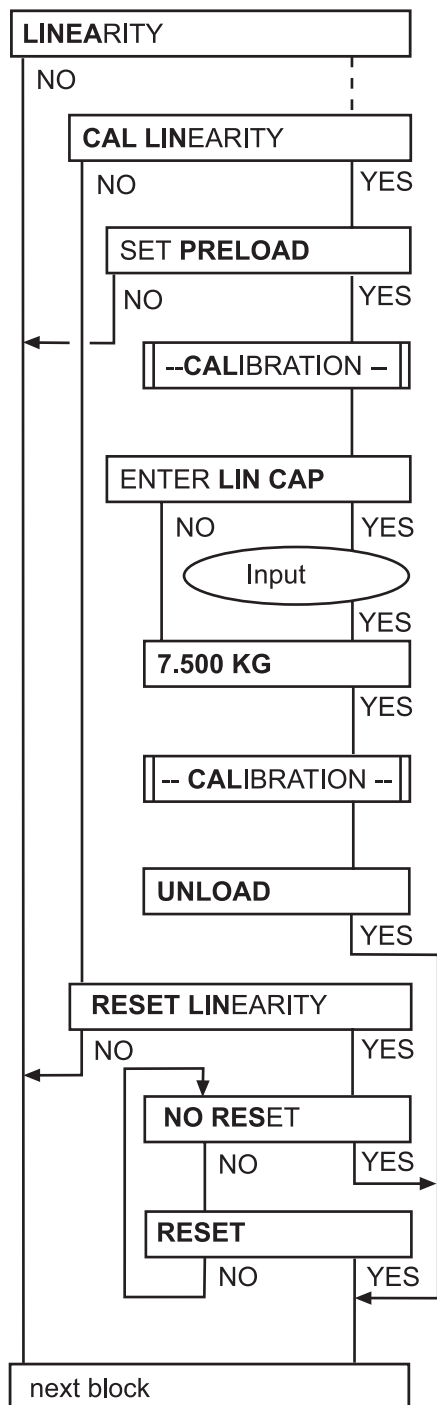 LINEARITY
NO
CAL LINEARITY
NO
YES
SET PRELOAD
NO
YES
--CALIBRATION –
ENTER LIN CAP
NO
YES
Input
YES
7.500 KG
YES
-- CALIBRATION --
UNLOAD
YES
RESET LINEARITY
NO
YES
NO RESET
NO
YES
RESET
NO
YES
next block